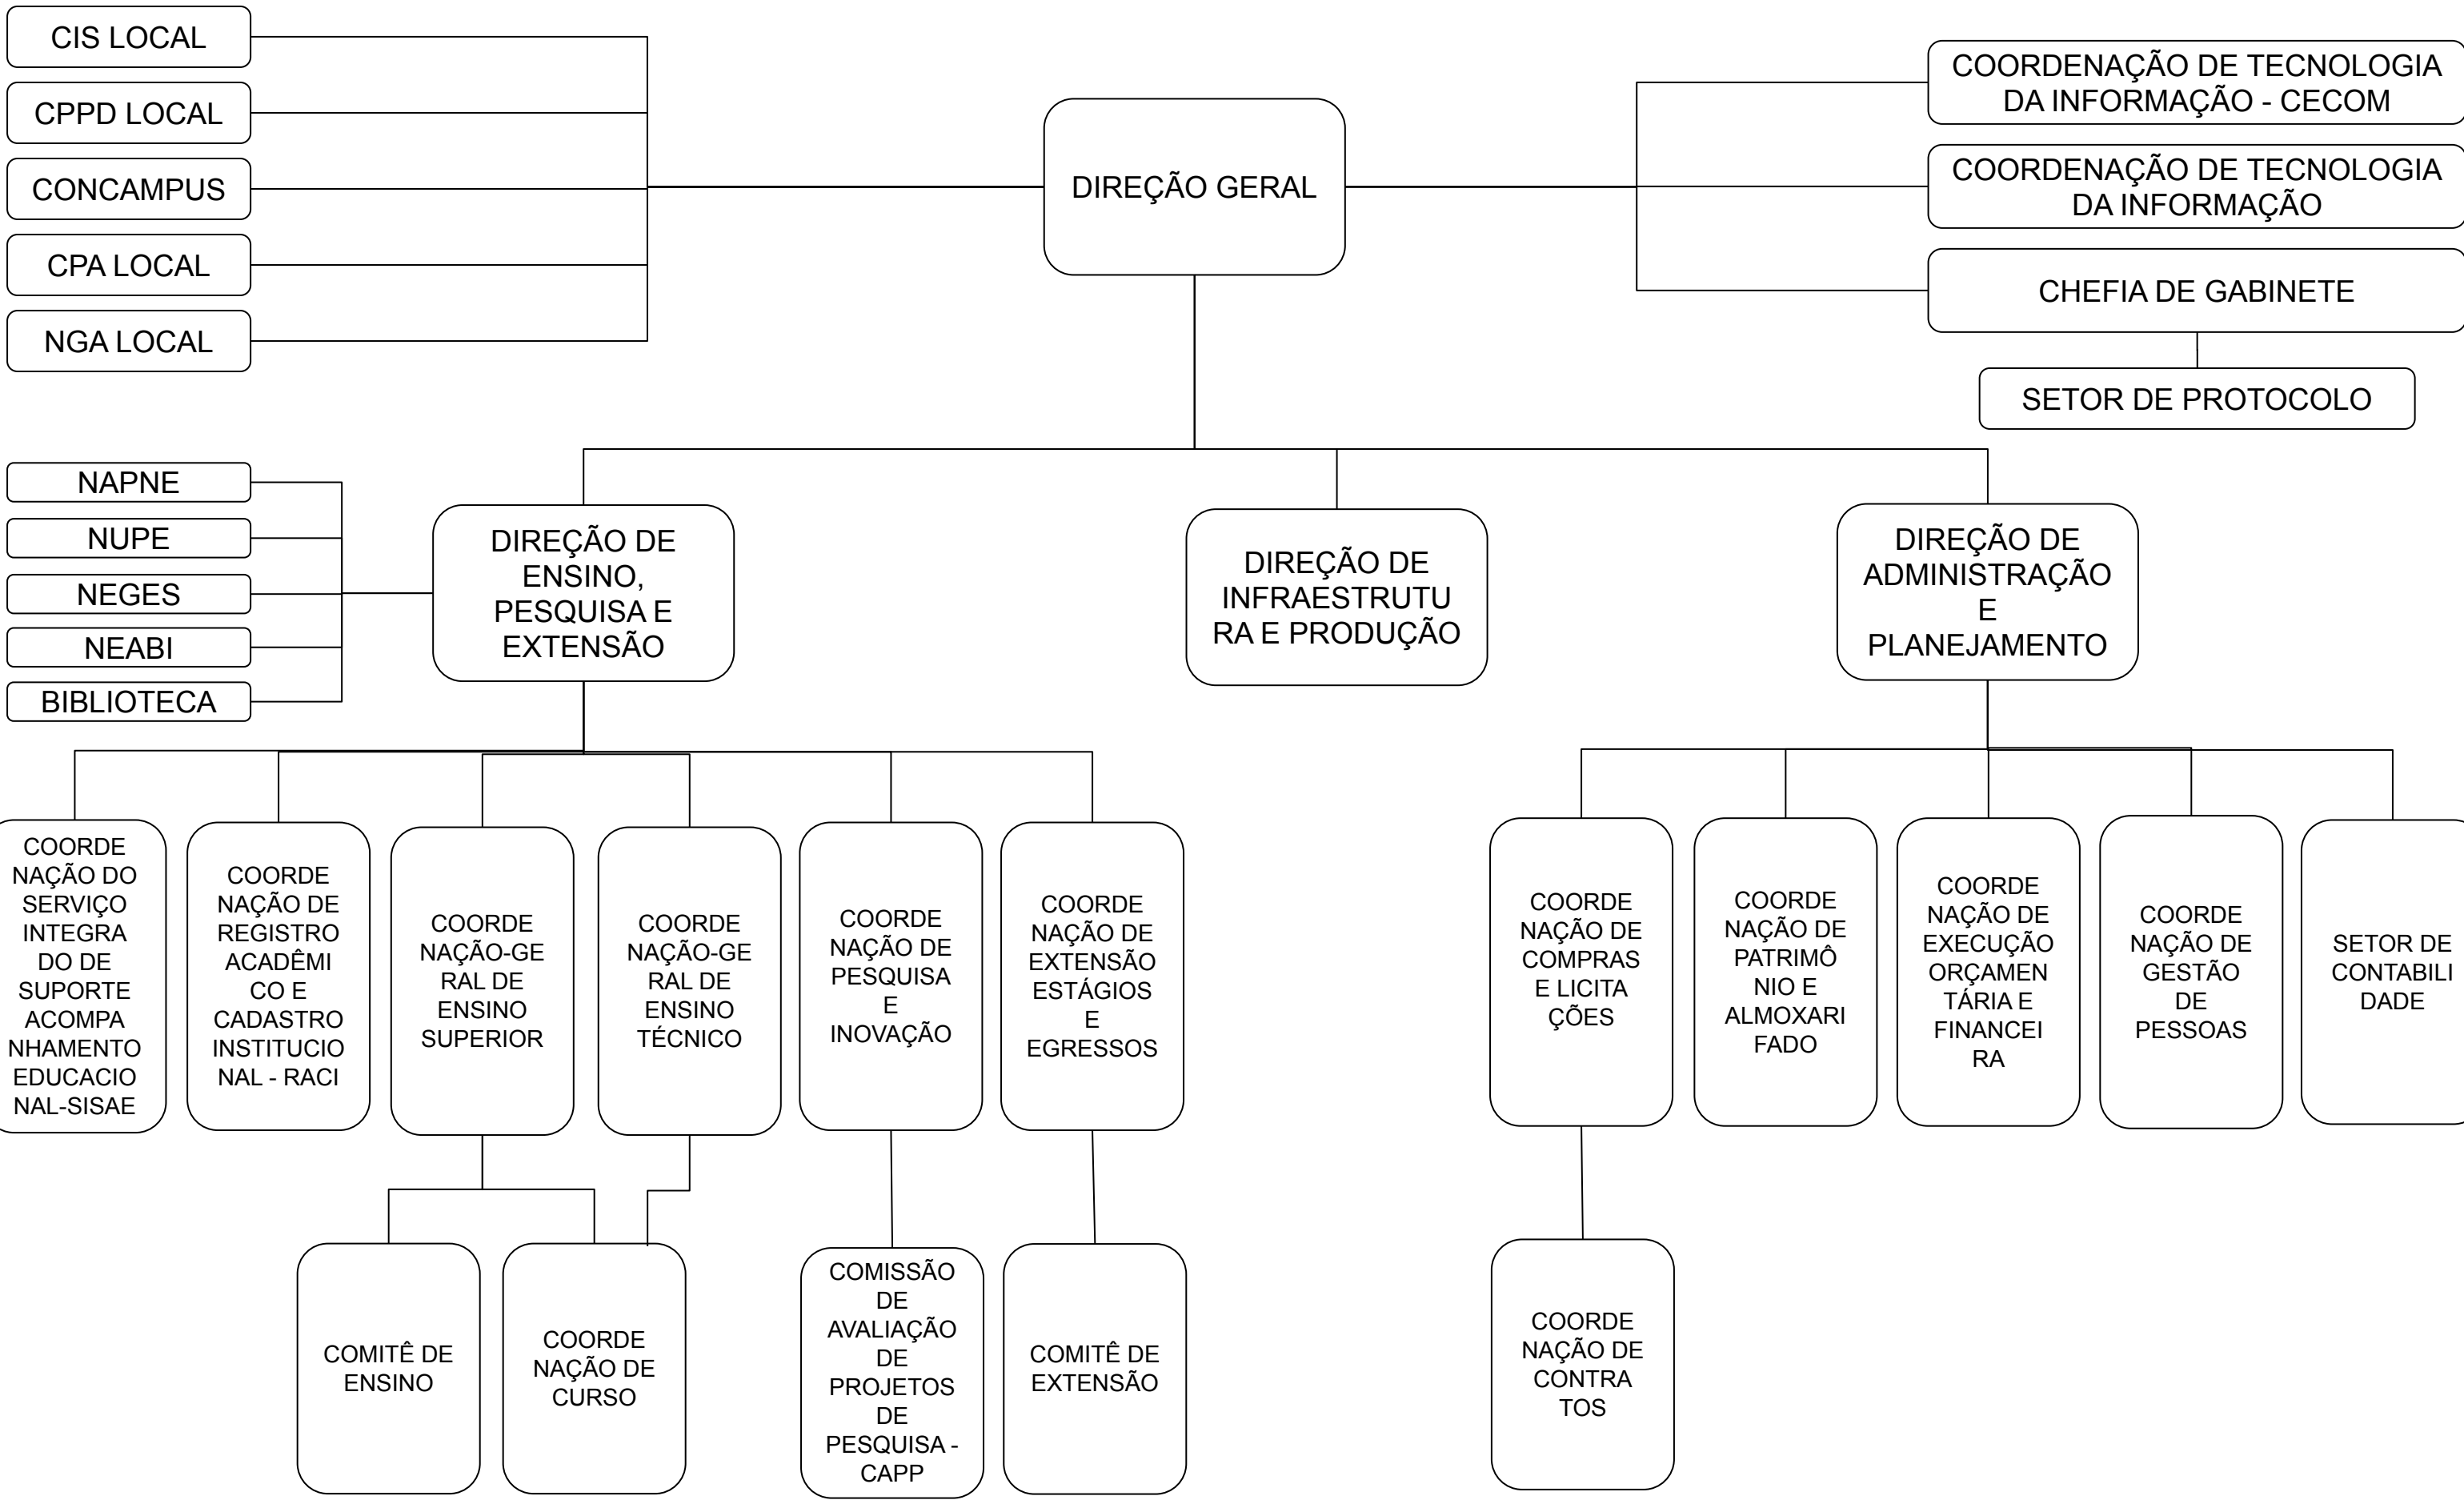 CIS LOCAL
CPPD LOCAL
CONCAMPUS
CPA LOCAL
NGA LOCAL
DIREÇÃO GERAL
COORDENAÇÃO DE TECNOLOGIA
DA INFORMAÇÃO - CECOM
COORDENAÇÃO DE TECNOLOGIA
DA INFORMAÇÃO
CHEFIA DE GABINETE
SETOR DE PROTOCOLO
NAPNE
NUPE
NEGES
NEABI
BIBLIOTECA
DIREÇÃO DE
ENSINO,
PESQUISA E
EXTENSÃO
DIREÇÃO DE
INFRAESTRUTU
RA E PRODUÇÃO
DIREÇÃO DE
ADMINISTRAÇÃO
E
PLANEJAMENTO
COORDE
NAÇÃO DO
SERVIÇO
INTEGRA
DO DE
SUPORTE
ACOMPA
NHAMENTO
EDUCACIO
NAL-SISAE
COORDE
NAÇÃO DE
REGISTRO
ACADÊMI
CO E
CADASTRO
INSTITUCIO
NAL - RACI
COORDE
NAÇÃO-GE
RAL DE
ENSINO
SUPERIOR
COORDE
NAÇÃO-GE
RAL DE
ENSINO
TÉCNICO
COORDE
NAÇÃO DE
PESQUISA
E
INOVAÇÃO
COORDE
NAÇÃO DE
EXTENSÃO
ESTÁGIOS
E
EGRESSOS
COORDE
NAÇÃO DE
COMPRAS
E LICITA
ÇÕES
COORDE
NAÇÃO DE
PATRIMÔ
NIO E
ALMOXARI
FADO
COORDE
NAÇÃO DE
EXECUÇÃO
ORÇAMEN
TÁRIA E
FINANCEI
RA
COORDE
NAÇÃO DE
GESTÃO
DE
PESSOAS
SETOR DE
CONTABILI
DADE
COMITÊ DE
ENSINO
COORDE
NAÇÃO DE
CURSO
COMISSÃO
DE
AVALIAÇÃO
DE
PROJETOS
DE
PESQUISA -
CAPP
COMITÊ DE
EXTENSÃO
COORDE
NAÇÃO DE
CONTRA
TOS